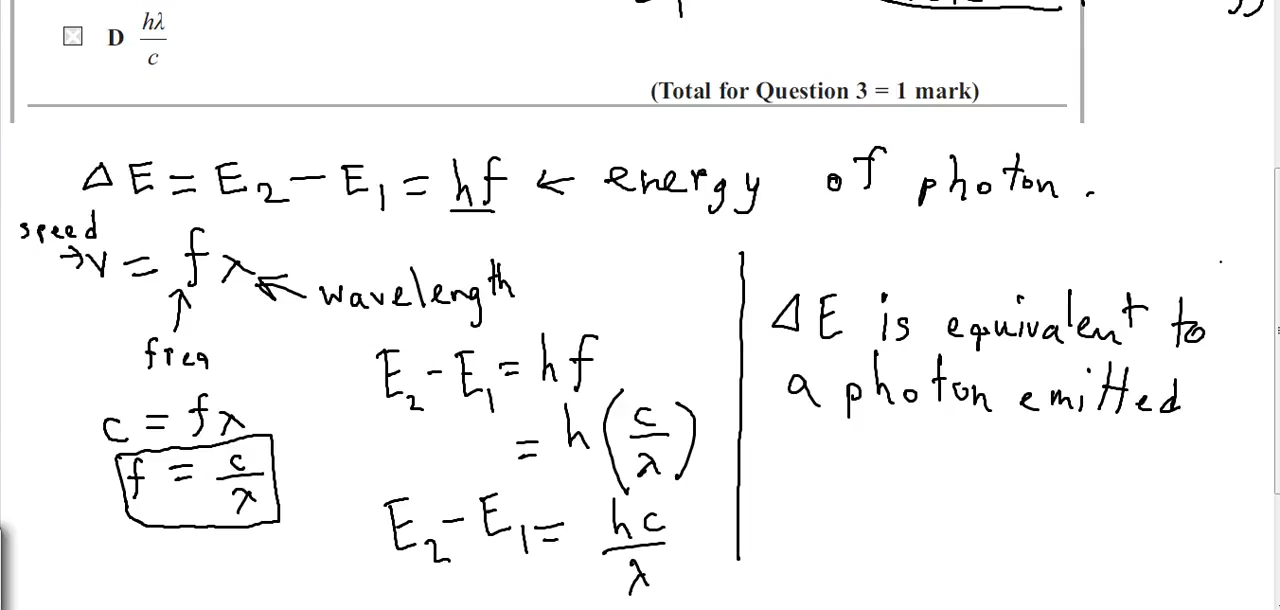 D hλ/c
(Total for Question 3 = 1 mark)
ΔE = E₂ - E₁ = hf ← energy of photon.
speed
→ v = fλ ← wavelength
↑
freq
c = fλ
f = c/λ
E₂ - E₁ = hf
= h(c/λ)
E₂ - E₁ = hc/λ
ΔE is equivalent to
a photon emitted